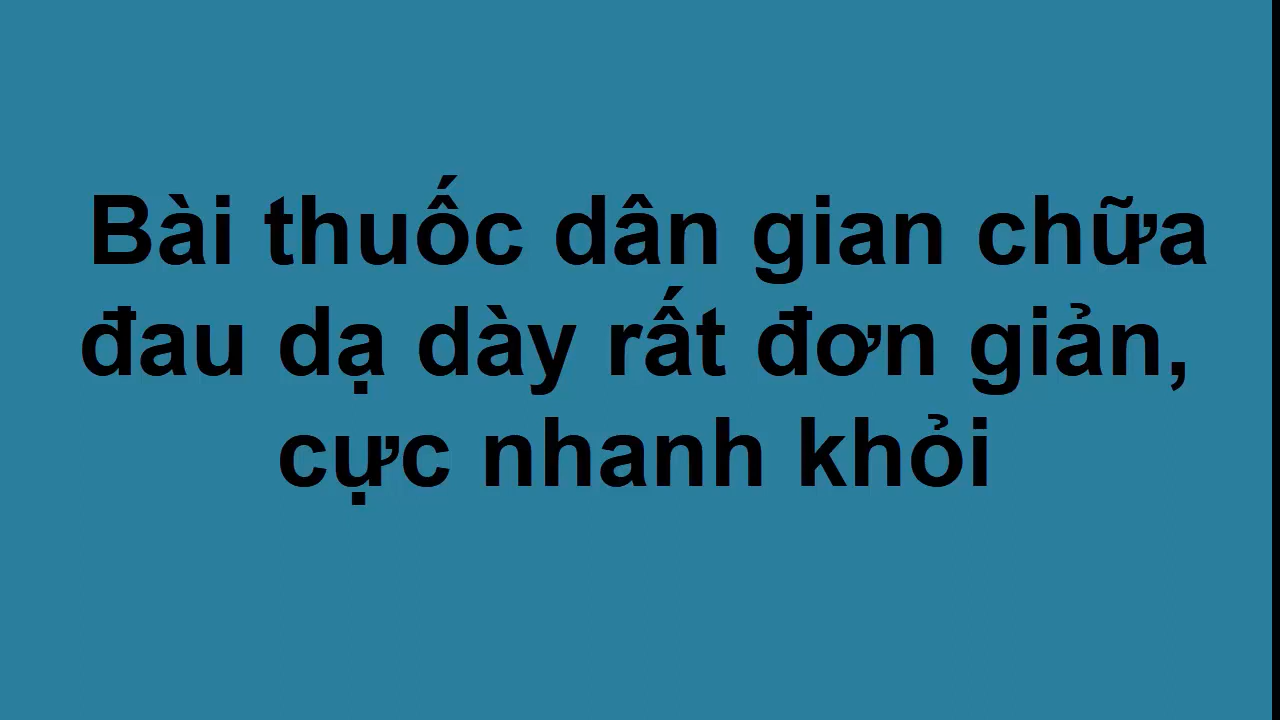 Bài thuốc dân gian chữa
đau dạ dày rất đơn giản,
cực nhanh khỏi